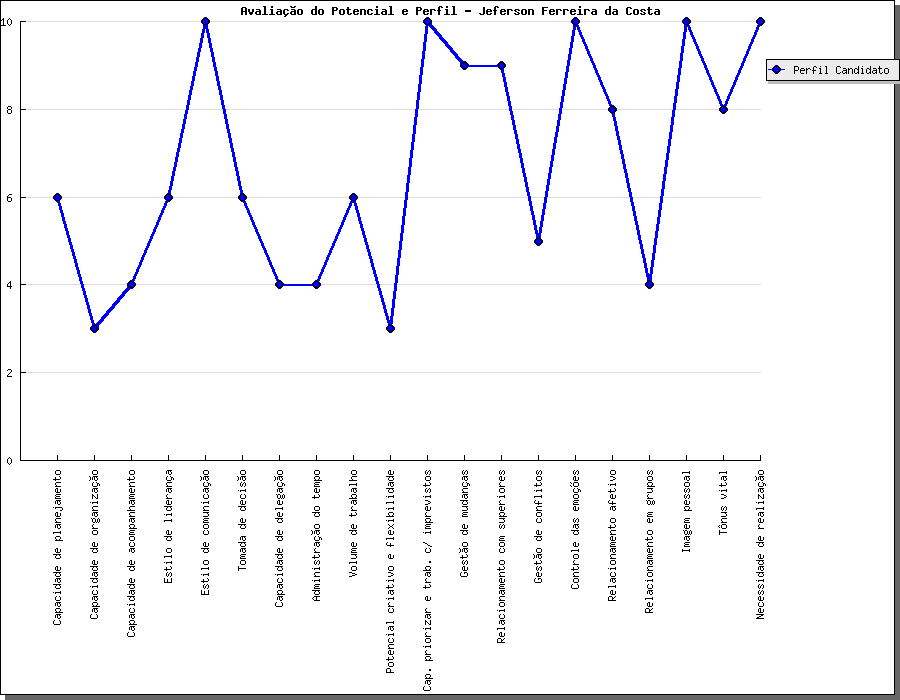 Avaliação do Potencial e Perfil - Jeferson Ferreira da Costa
10
8
6
4
2
0
Perfil Candidato
Capacidade de planejamento
Capacidade de organização
Capacidade de acompanhamento
Estilo de liderança
Estilo de comunicação
Tomada de decisão
Capacidade de delegação
Administração do tempo
Volume de trabalho
Potencial criativo e flexibilidade
Cap. priorizar e trab. c/ imprevistos
Gestão de mudanças
Relacionamento com superiores
Gestão de conflitos
Controle das emoções
Relacionamento afetivo
Relacionamento em grupos
Imagem pessoal
Tônus vital
Necessidade de realização